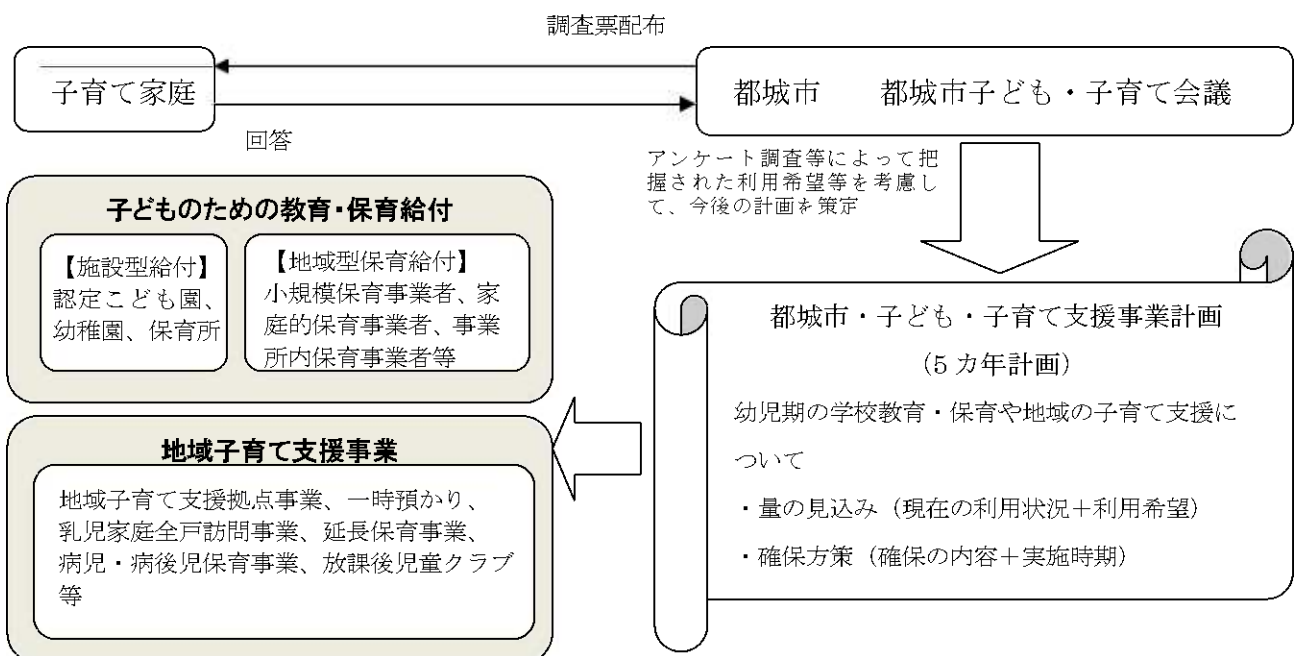 調査票配布
子育て家庭
都城市　　都城市子ども・子育て会議
回答
アンケート調査等によって把
握された利用希望等を考慮し
て、今後の計画を策定
子どものための教育・保育給付
【施設型給付】
認定こども園、
幼稚園、保育所
【地域型保育給付】
小規模保育事業者、家
庭的保育事業者、事業
所内保育事業者等
都城市・子ども・子育て支援事業計画
（5 カ年計画）
幼児期の学校教育・保育や地域の子育て支援に
ついて
・量の見込み（現在の利用状況＋利用希望）
・確保方策（確保の内容＋実施時期）
地域子育て支援事業
地域子育て支援拠点事業、一時預かり、
乳児家庭全戸訪問事業、延長保育事業、
病児・病後児保育事業、放課後児童クラブ
等